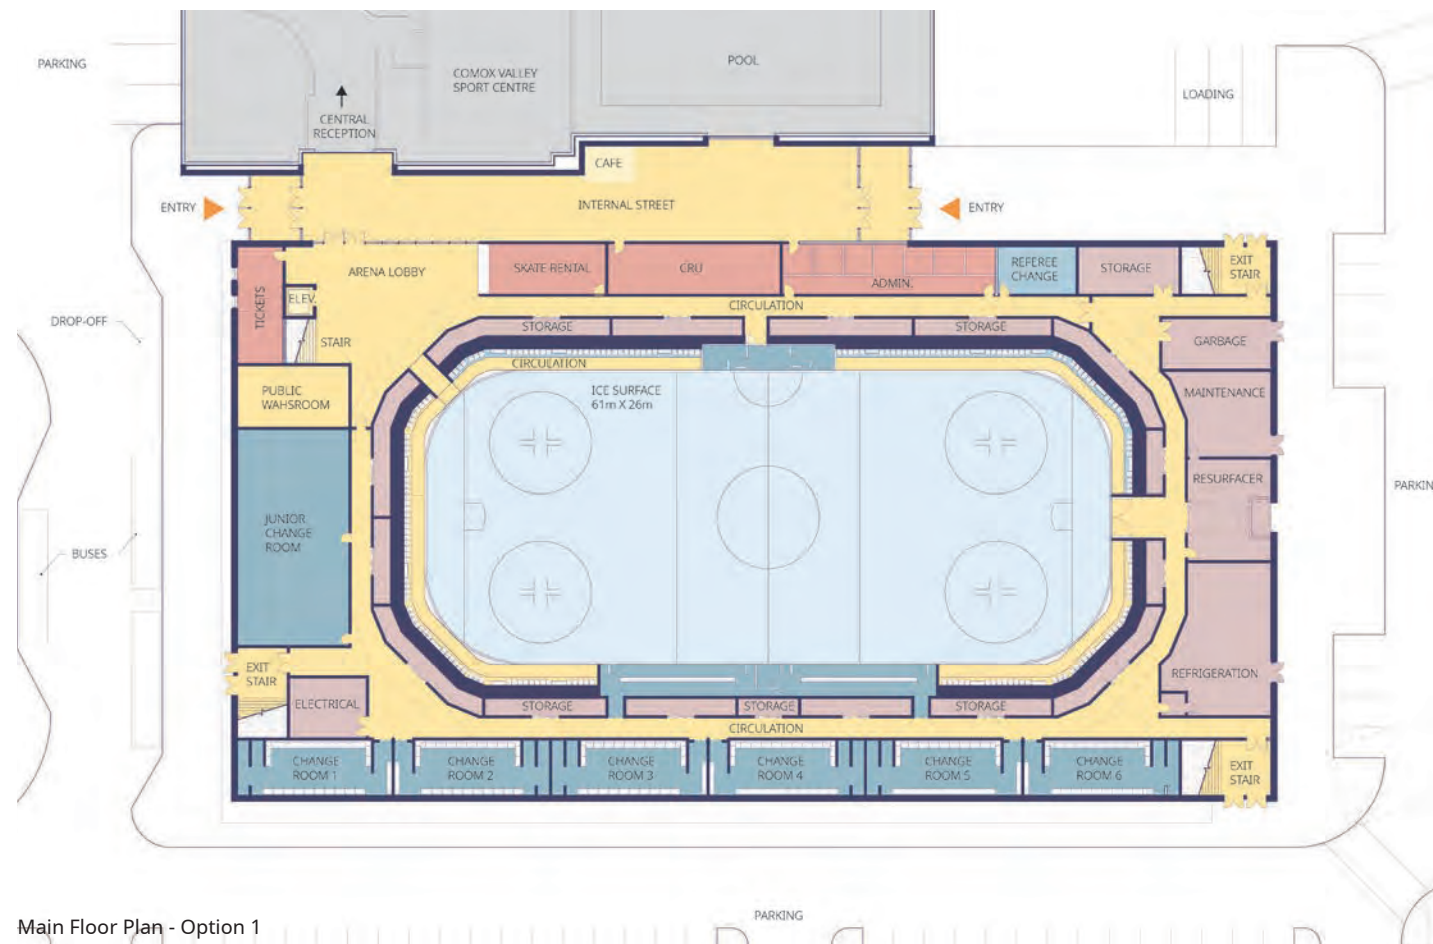 PARKING
COMOX VALLEY
SPORT CENTRE
POOL
LOADING
CENTRAL
RECEPTION
CAFE
ENTRY
INTERNAL STREET
ENTRY
ARENA LOBBY
SKATE RENTAL
CRU
ADMIN.
REFEREE
CHANGE
STORAGE
EXIT
STAIR
TICKETS
ELEV.
CIRCULATION
DROP-OFF
STAIR
STORAGE
STORAGE
GARBAGE
CIRCULATION
PUBLIC
WAHSROOM
ICE SURFACE
61m X 26m
MAINTENANCE
RESURFACER
PARKIN
JUNIOR
CHANGE
ROOM
BUSES
EXIT
STAIR
REFRIGERATION
ELECTRICAL
STORAGE
STORAGE
STORAGE
CIRCULATION
CHANGE
ROOM 1
CHANGE
ROOM 2
CHANGE
ROOM 3
CHANGE
ROOM 4
CHANGE
ROOM 5
CHANGE
ROOM 6
EXIT
STAIR
PARKING
Main Floor Plan - Option 1